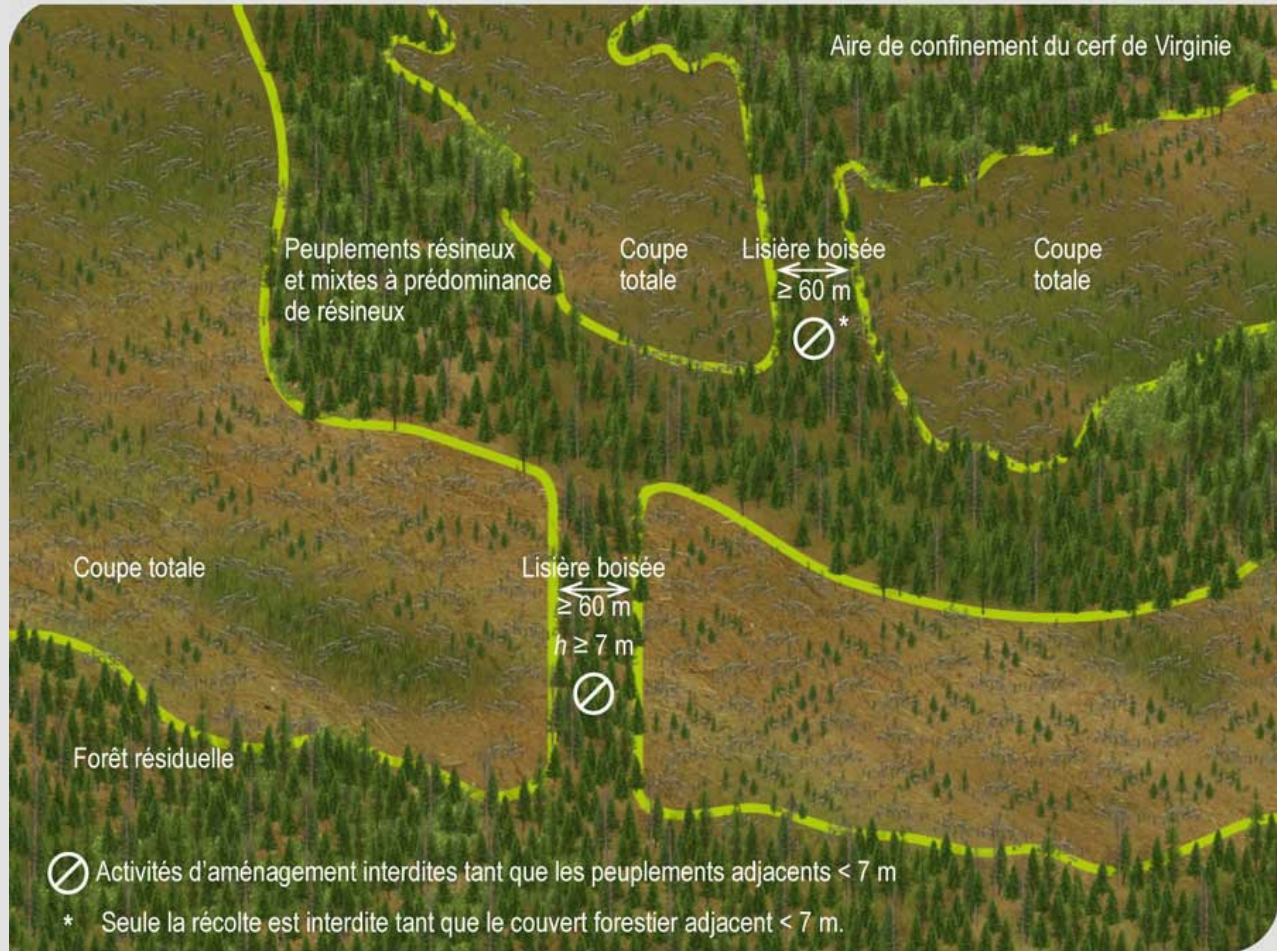 Aire de confinement du cerf de Virginie
Peuplements résineux
et mixtes à prédominance
de résineux
Coupe
totale
Lisière boisée
≥ 60 m
*
Coupe
totale
Coupe totale
Lisière boisée
≥ 60 m
h ≥ 7 m
Forêt résiduelle
Activités d'aménagement interdites tant que les peuplements adjacents < 7 m
* Seule la récolte est interdite tant que le couvert forestier adjacent < 7 m.